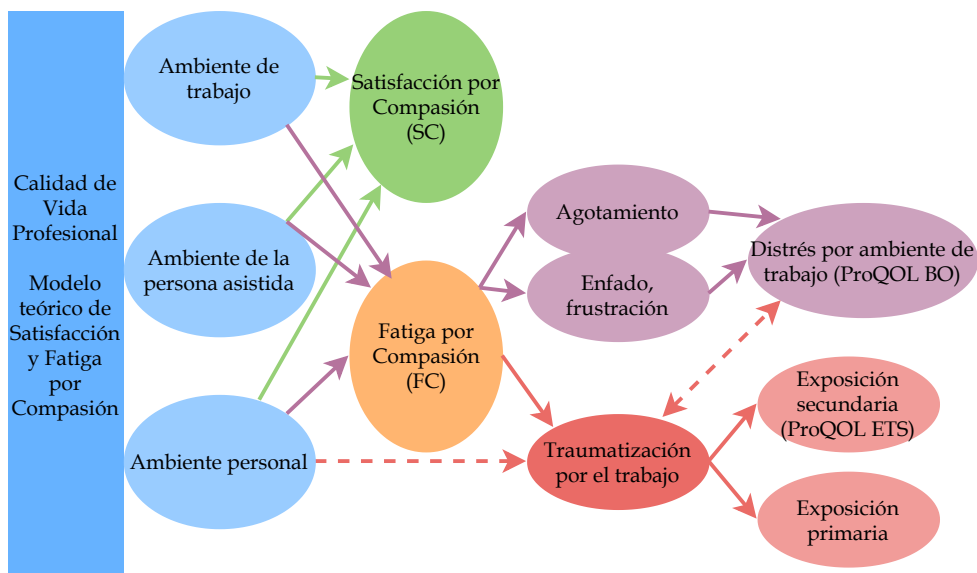 Calidad de
Vida
Profesional
Modelo
teórico de
Satisfacción
y Fatiga
por
Compasión
Ambiente de
trabajo
Ambiente de la
persona asistida
Ambiente personal
Satisfacción por
Compasión
(SC)
Fatiga por
Compasión
(FC)
Agotamiento
Enfado,
frustración
Distrés por ambiente de
trabajo (ProQOL BO)
Traumatización
por el trabajo
Exposición
secundaria
(ProQOL ETS)
Exposición
primaria